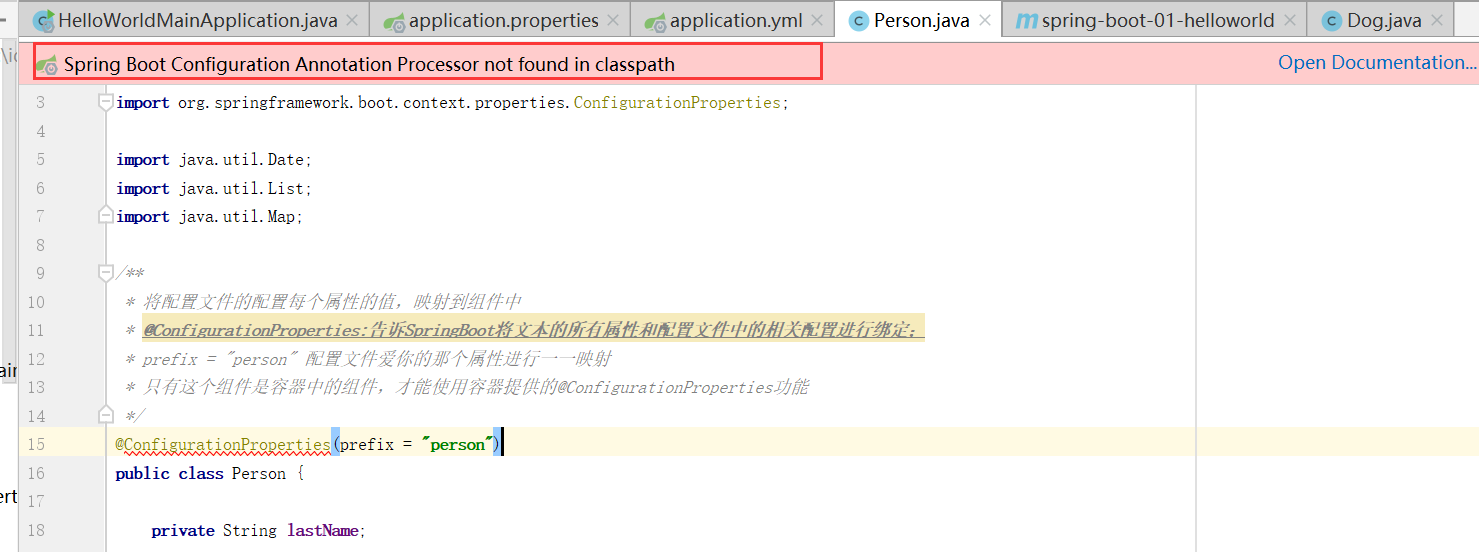 HelloWorldMainApplication.java application.properties application.yml Person.java spring-boot-01-helloworld Dog.java
Spring Boot Configuration Annotation Processor not found in classpath Open Documentation...
3 import org.springframework.boot.context.properties.ConfigurationProperties;
4
5 import java.util.Date;
6 import java.util.List;
7 import java.util.Map;
8
9 /**
10 * 将配置文件的配置每个属性的值，映射到组件中
11 * @ConfigurationProperties:告诉SpringBoot将文本的所有属性和配置文件中的相关配置进行绑定；
12 * prefix = "person" 配置文件爱你的那个属性进行一一映射
13 * 只有这个组件是容器中的组件，才能使用容器提供的@ConfigurationProperties功能
14 */
15 @ConfigurationProperties(prefix = "person")
16 public class Person {
17
18 private String lastName;